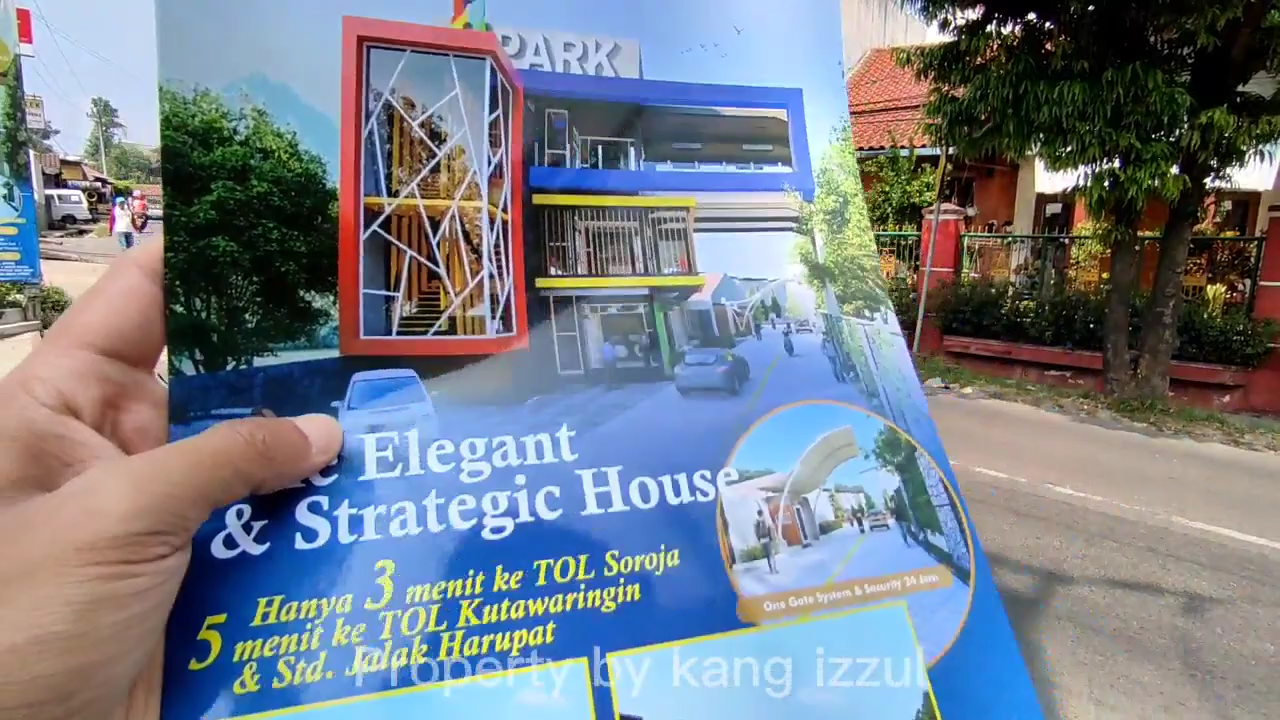 PARK
Elegant
& Strategic House
Hanya 3 menit ke TOL Soroja
5 menit ke TOL Kutawaringin
& Std. Jalak Harupat
One Gate System & Security 24 Jam
Property by kang izzul